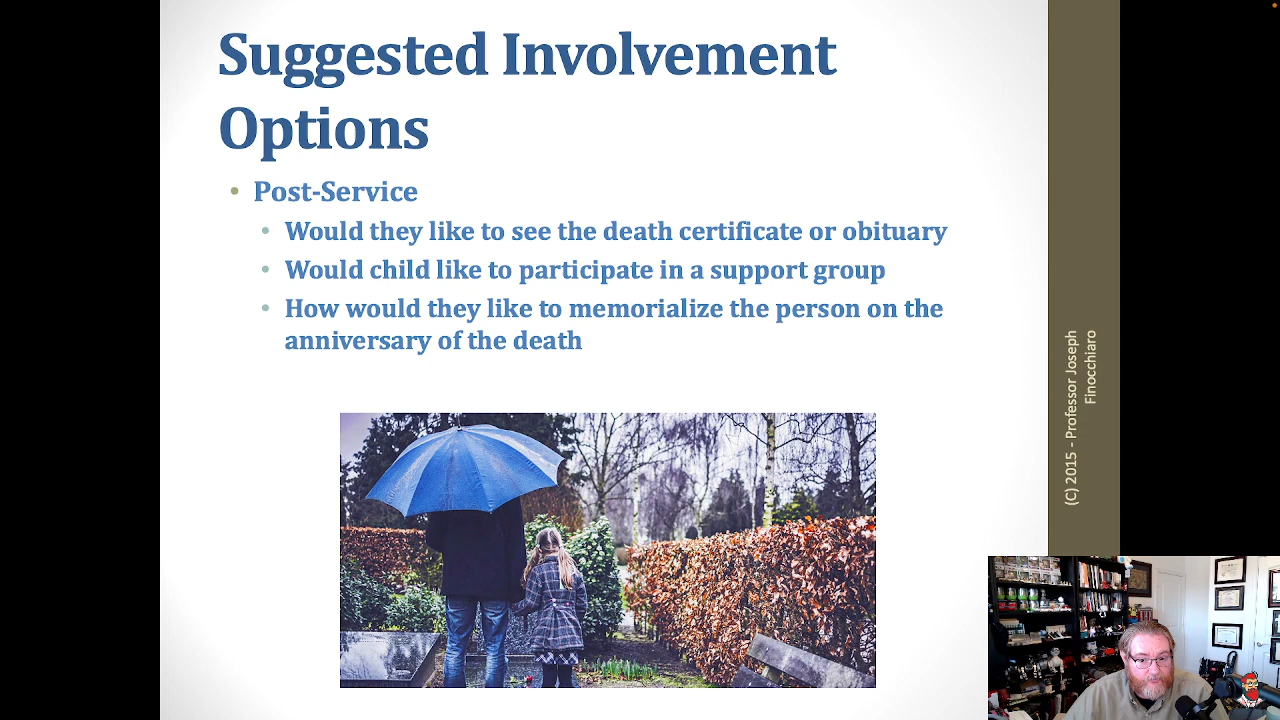 Suggested Involvement
Options
• Post-Service
• Would they like to see the death certificate or obituary
• Would child like to participate in a support group
• How would they like to memorialize the person on the
anniversary of the death
(C) 2015 - Professor Joseph
Finocchiaro